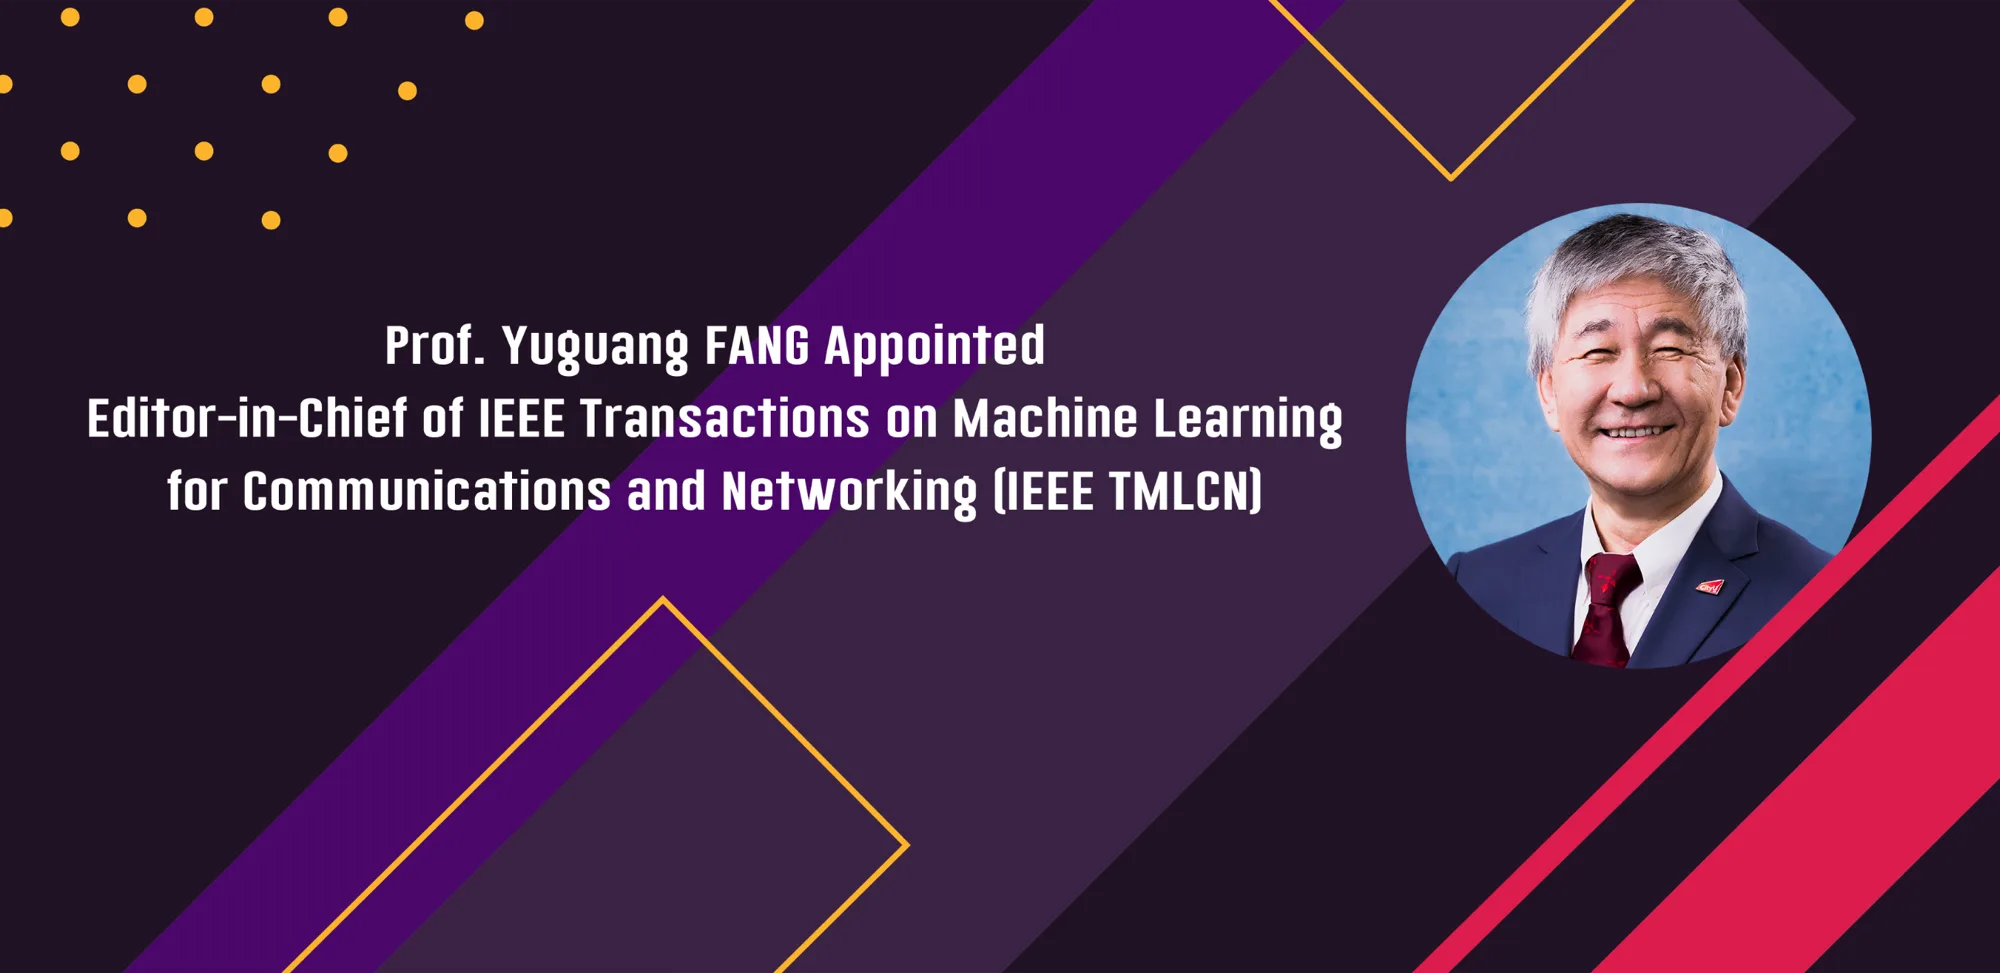 Prof. Yuguang FANG Appointed
Editor-in-Chief of IEEE Transactions on Machine Learning
for Communications and Networking (IEEE TMLCN)